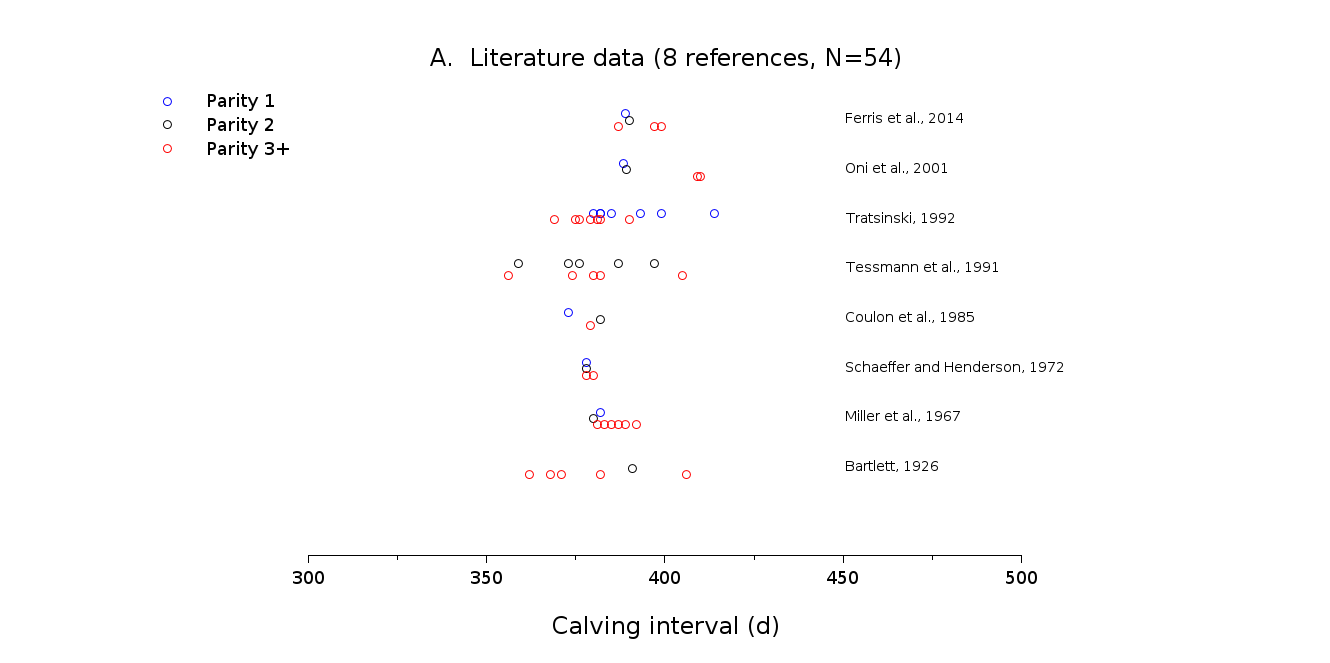 A.  Literature data (8 references, N=54)
Parity 1
Parity 2
Parity 3+
Ferris et al., 2014
Oni et al., 2001
Tratsinski, 1992
Tessmann et al., 1991
Coulon et al., 1985
Schaeffer and Henderson, 1972
Miller et al., 1967
Bartlett, 1926
300 350 400 450 500
Calving interval (d)